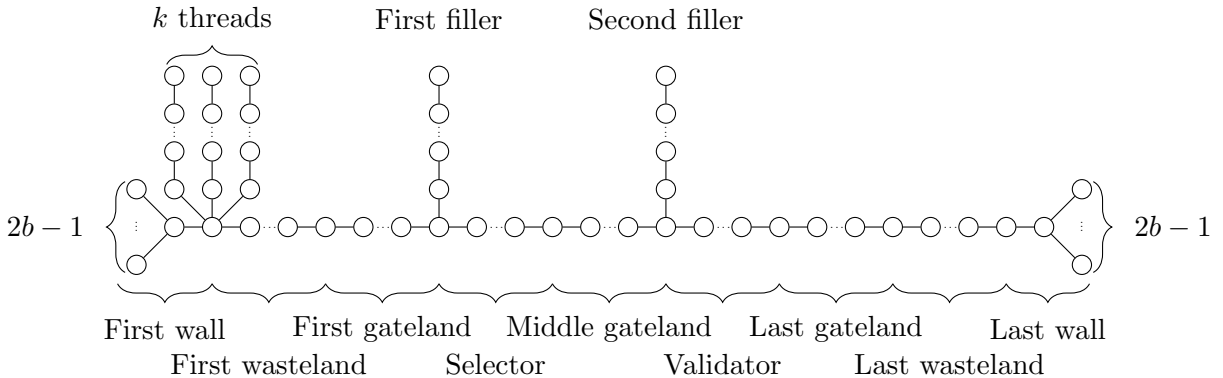 k threads
First filler
Second filler
2b − 1
2b − 1
First wall
First gateland
Middle gateland
Last gateland
Last wall
First wasteland
Selector
Validator
Last wasteland